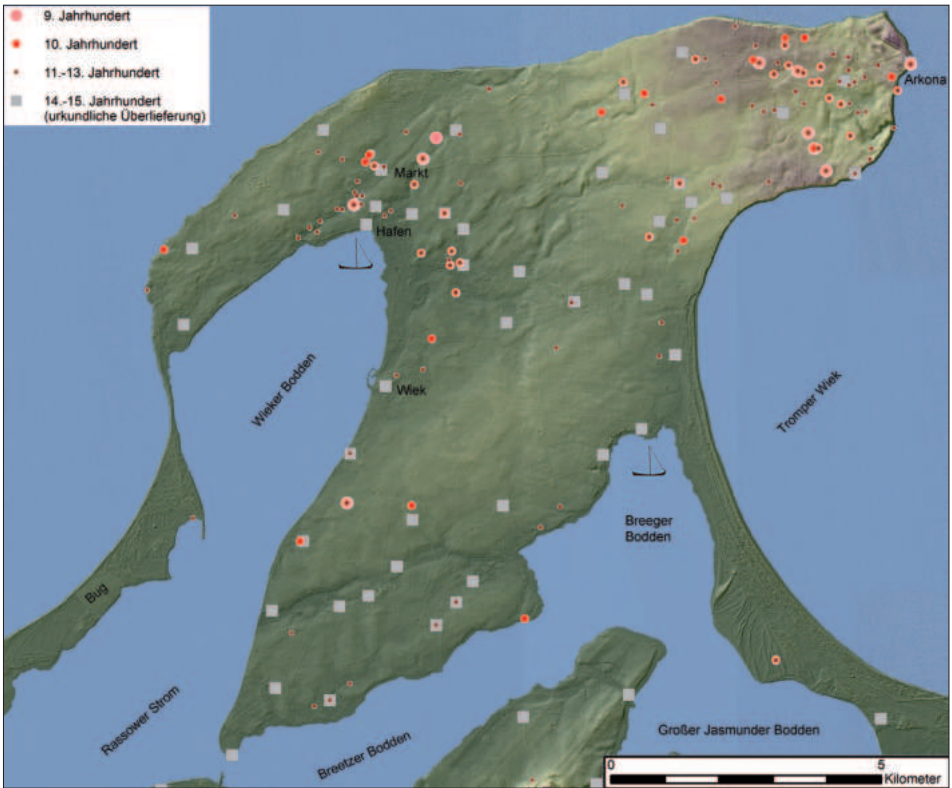 9. Jahrhundert
10. Jahrhundert
11.-13. Jahrhundert
14.-15. Jahrhundert
(urkundliche Überlieferung)
Arkona
Markt
Hafen
Wieker Bodden
Wiek
Tromper Wiek
Breeger
Bodden
Bug
Rassower Strom
Breetzer Bodden
Großer Jasmunder Bodden
0 5
Kilometer